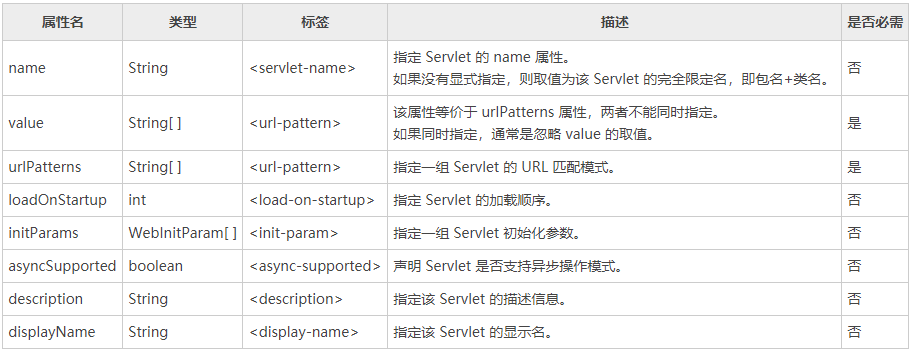 属性名 类型 标签 描述 是否必需
name String <servlet-name> 指定 Servlet 的 name 属性。 否
如果没有显式指定，则取值为该 Servlet 的完全限定名，即包名+类名。
value String[ ] <url-pattern> 该属性等价于 urlPatterns 属性，两者不能同时指定。 是
如果同时指定，通常是忽略 value 的取值。
urlPatterns String[ ] <url-pattern> 指定一组 Servlet 的 URL 匹配模式。 是
loadOnStartup int <load-on-startup> 指定 Servlet 的加载顺序。 否
initParams WebInitParam[ ] <init-param> 指定一组 Servlet 初始化参数。 否
asyncSupported boolean <async-supported> 声明 Servlet 是否支持异步操作模式。 否
description String <description> 指定该 Servlet 的描述信息。 否
displayName String <display-name> 指定该 Servlet 的显示名。 否